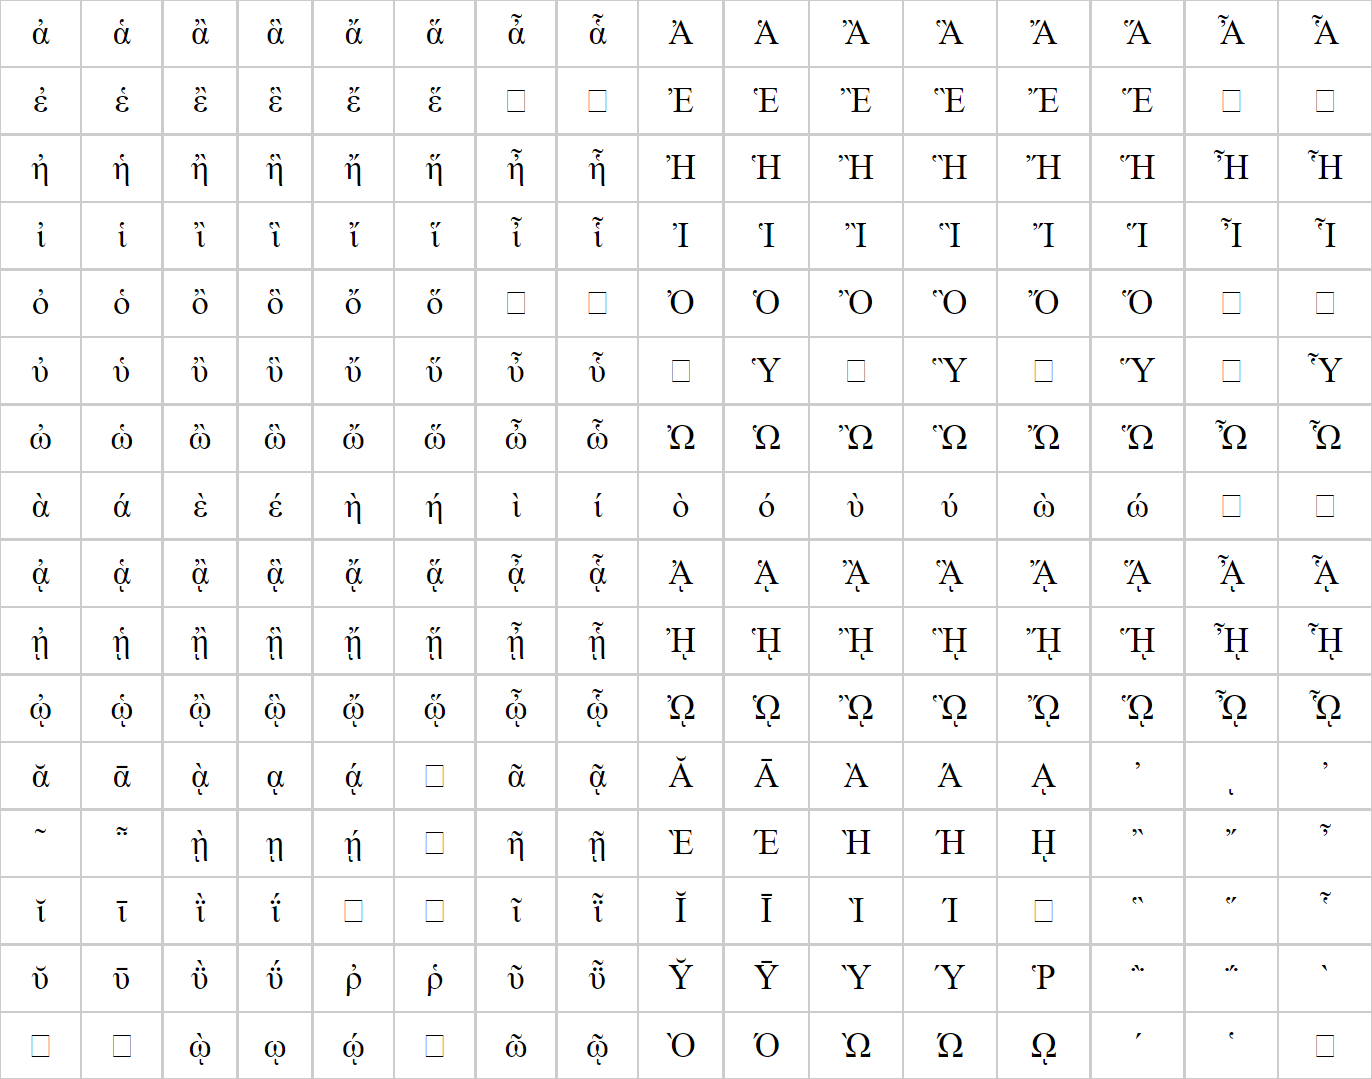 ἀ ἁ ἂ ἃ ἄ ἅ ἆ ἇ Ἀ Ἁ Ἂ Ἃ Ἄ Ἅ Ἆ Ἇ
ἐ ἑ ἒ ἓ ἔ ἕ □ □ Ἐ Ἑ Ἒ Ἓ Ἔ Ἕ □ □
ἠ ἡ ἢ ἣ ἤ ἥ ἦ ἧ Ἠ Ἡ Ἢ Ἣ Ἤ Ἥ Ἦ Ἧ
ἰ ἱ ἲ ἳ ἴ ἵ ἶ ἷ Ἰ Ἱ Ἲ Ἳ Ἴ Ἵ Ἶ Ἷ
ὀ ὁ ὂ ὃ ὄ ὅ □ □ Ὀ Ὁ Ὂ Ὃ Ὄ Ὅ □ □
ὐ ὑ ὒ ὓ ὔ ὕ ὖ ὗ □ Ὑ □ Ὓ □ Ὕ □ Ὗ
ὠ ὡ ὢ ὣ ὤ ὥ ὦ ὧ Ὠ Ὡ Ὢ Ὣ Ὤ Ὥ Ὦ Ὧ
ὰ ά ὲ έ ὴ ή ὶ ί ὸ ό ὺ ύ ὼ ώ □ □
ᾀ ᾁ ᾂ ᾃ ᾄ ᾅ ᾆ ᾇ ᾈ ᾉ ᾊ ᾋ ᾌ ᾍ ᾎ ᾏ
ᾐ ᾑ ᾒ ᾓ ᾔ ᾕ ᾖ ᾗ ᾘ ᾙ ᾚ ᾛ ᾜ ᾝ ᾞ ᾟ
ᾠ ᾡ ᾢ ᾣ ᾤ ᾥ ᾦ ᾧ ᾨ ᾩ ᾪ ᾫ ᾬ ᾭ ᾮ ᾯ
ᾰ ᾱ ᾲ ᾳ ᾴ □ ᾶ ᾷ Ᾰ Ᾱ Ὰ Ά ᾼ ᾽ ι ᾿
῀ ῁ ῂ ῃ ῄ □ ῆ ῇ Ὲ Έ Ὴ Ή ῌ ῍ ῎ ῏
ῐ ῑ ῒ ΐ □ □ ῖ ῗ Ῐ Ῑ Ὶ Ί □ ῝ ῞ ῟
ῠ ῡ ῢ ΰ ῤ ῥ ῦ ῧ Ῠ Ῡ Ὺ Ύ Ῥ ῭ ΅ `
□ □ ῲ ῳ ῴ □ ῶ ῷ Ὸ Ό Ὼ Ώ ῼ ´ ῾ □